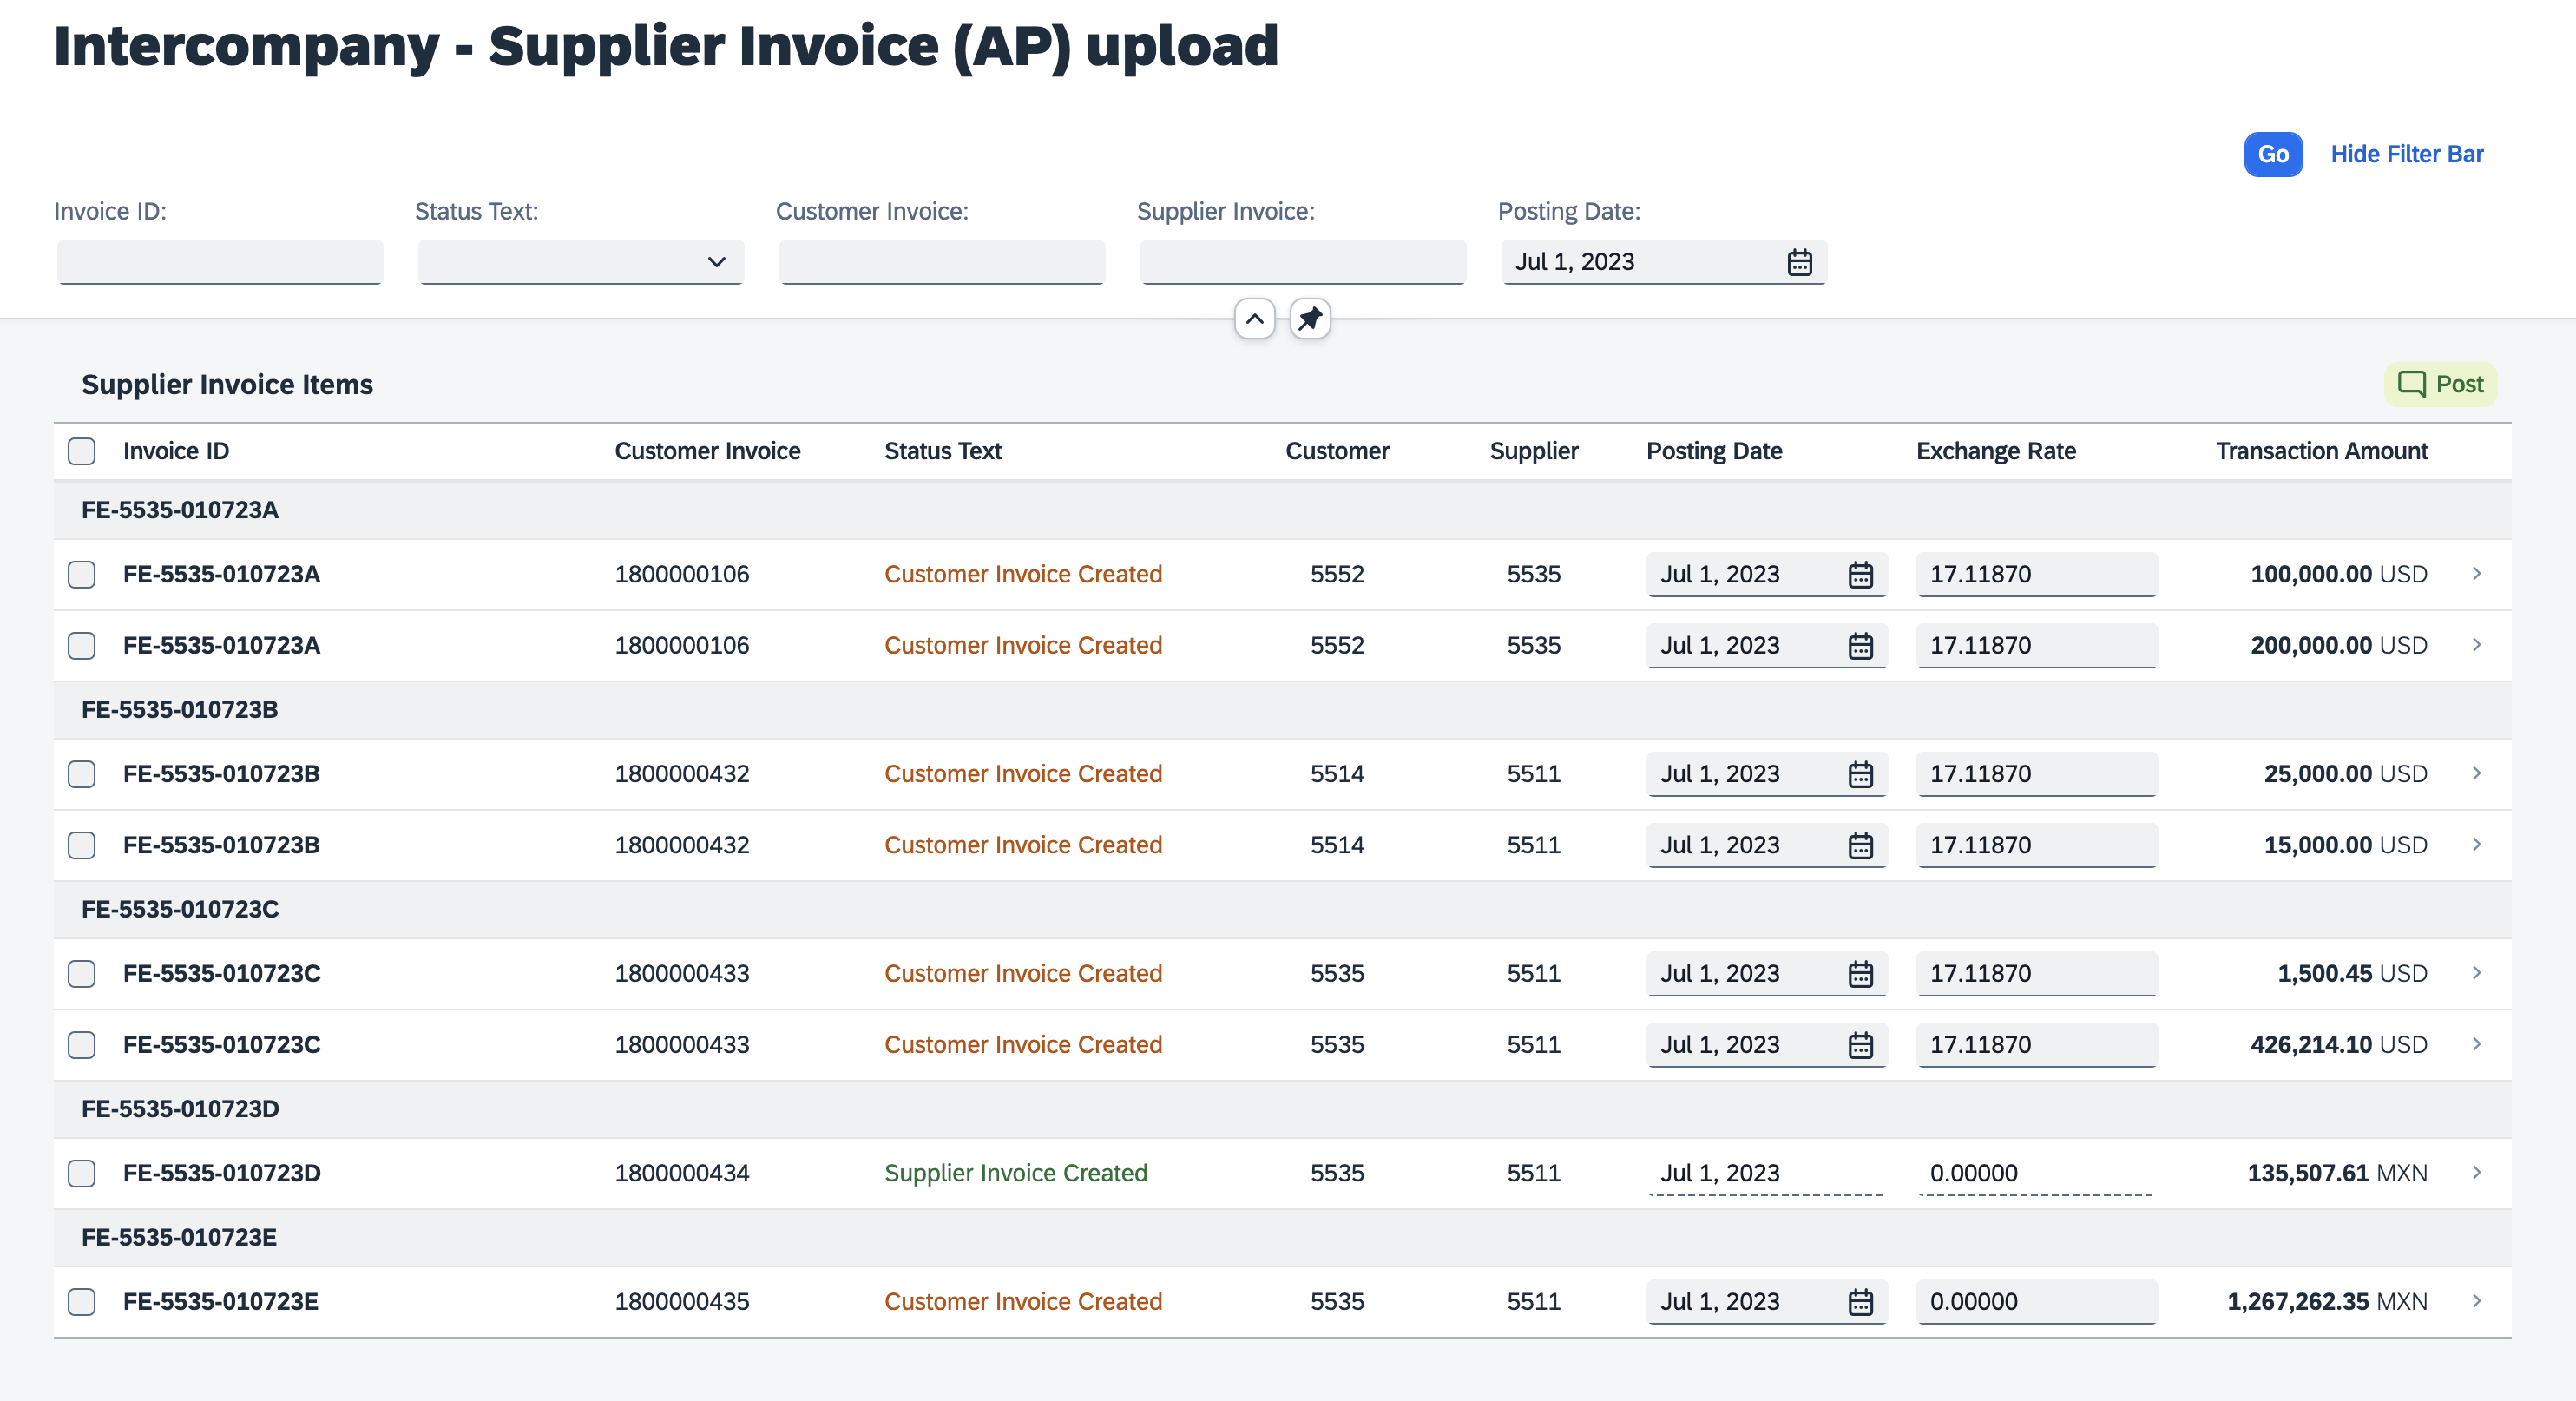 Intercompany - Supplier Invoice (AP) upload
Go Hide Filter Bar
Invoice ID: Status Text: Customer Invoice: Supplier Invoice: Posting Date:
Jul 1, 2023
Supplier Invoice Items Post
Invoice ID Customer Invoice Status Text Customer Supplier Posting Date Exchange Rate Transaction Amount
FE-5535-010723A
FE-5535-010723A 1800000106 Customer Invoice Created 5552 5535 Jul 1, 2023 17.11870 100,000.00 USD
FE-5535-010723A 1800000106 Customer Invoice Created 5552 5535 Jul 1, 2023 17.11870 200,000.00 USD
FE-5535-010723B
FE-5535-010723B 1800000432 Customer Invoice Created 5514 5511 Jul 1, 2023 17.11870 25,000.00 USD
FE-5535-010723B 1800000432 Customer Invoice Created 5514 5511 Jul 1, 2023 17.11870 15,000.00 USD
FE-5535-010723C
FE-5535-010723C 1800000433 Customer Invoice Created 5535 5511 Jul 1, 2023 17.11870 1,500.45 USD
FE-5535-010723C 1800000433 Customer Invoice Created 5535 5511 Jul 1, 2023 17.11870 426,214.10 USD
FE-5535-010723D
FE-5535-010723D 1800000434 Supplier Invoice Created 5535 5511 Jul 1, 2023 0.00000 135,507.61 MXN
FE-5535-010723E
FE-5535-010723E 1800000435 Customer Invoice Created 5535 5511 Jul 1, 2023 0.00000 1,267,262.35 MXN